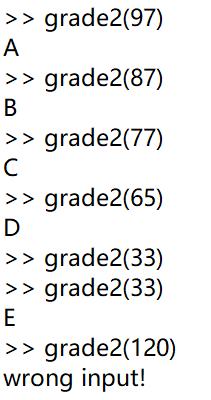 >> grade2(97)
A
>> grade2(87)
B
>> grade2(77)
C
>> grade2(65)
D
>> grade2(33)
>> grade2(33)
E
>> grade2(120)
wrong input!